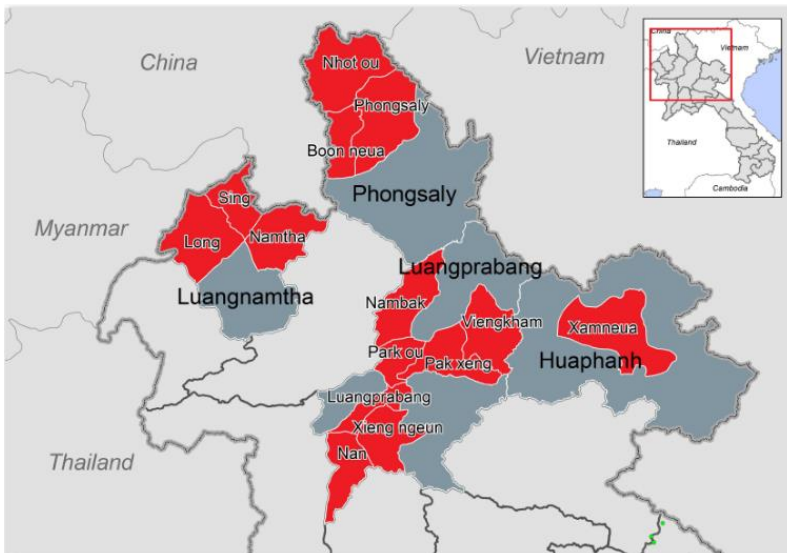 China
Vietnam
Nhot ou
Phongsaly
Boon neua
Phongsaly
Sing
Long
Namtha
Myanmar
Luangnamtha
Luangprabang
Nambak
Viengkham
Xamneua
Park ou
Pak xeng
Huaphanh
Luangprabang
Xieng ngeun
Nan
Thailand
China
Vietnam
Thailand
Cambodia